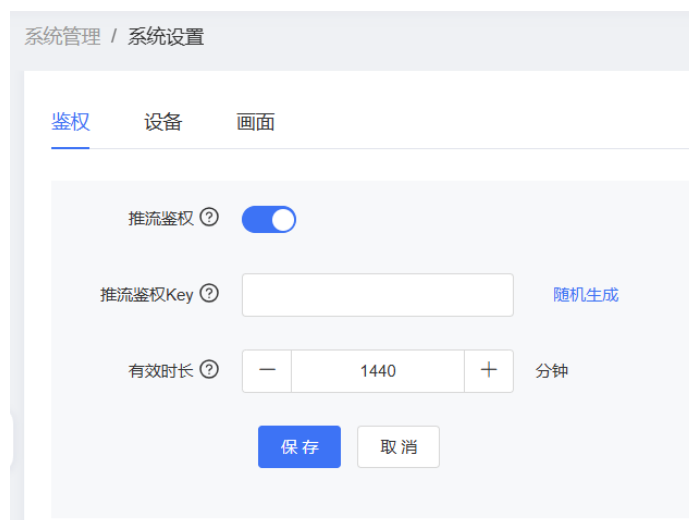 系统管理 / 系统设置
鉴权 设备 画面
推流鉴权 ?
推流鉴权Key ? 随机生成
有效时长 ? — 1440 + 分钟
保存 取消